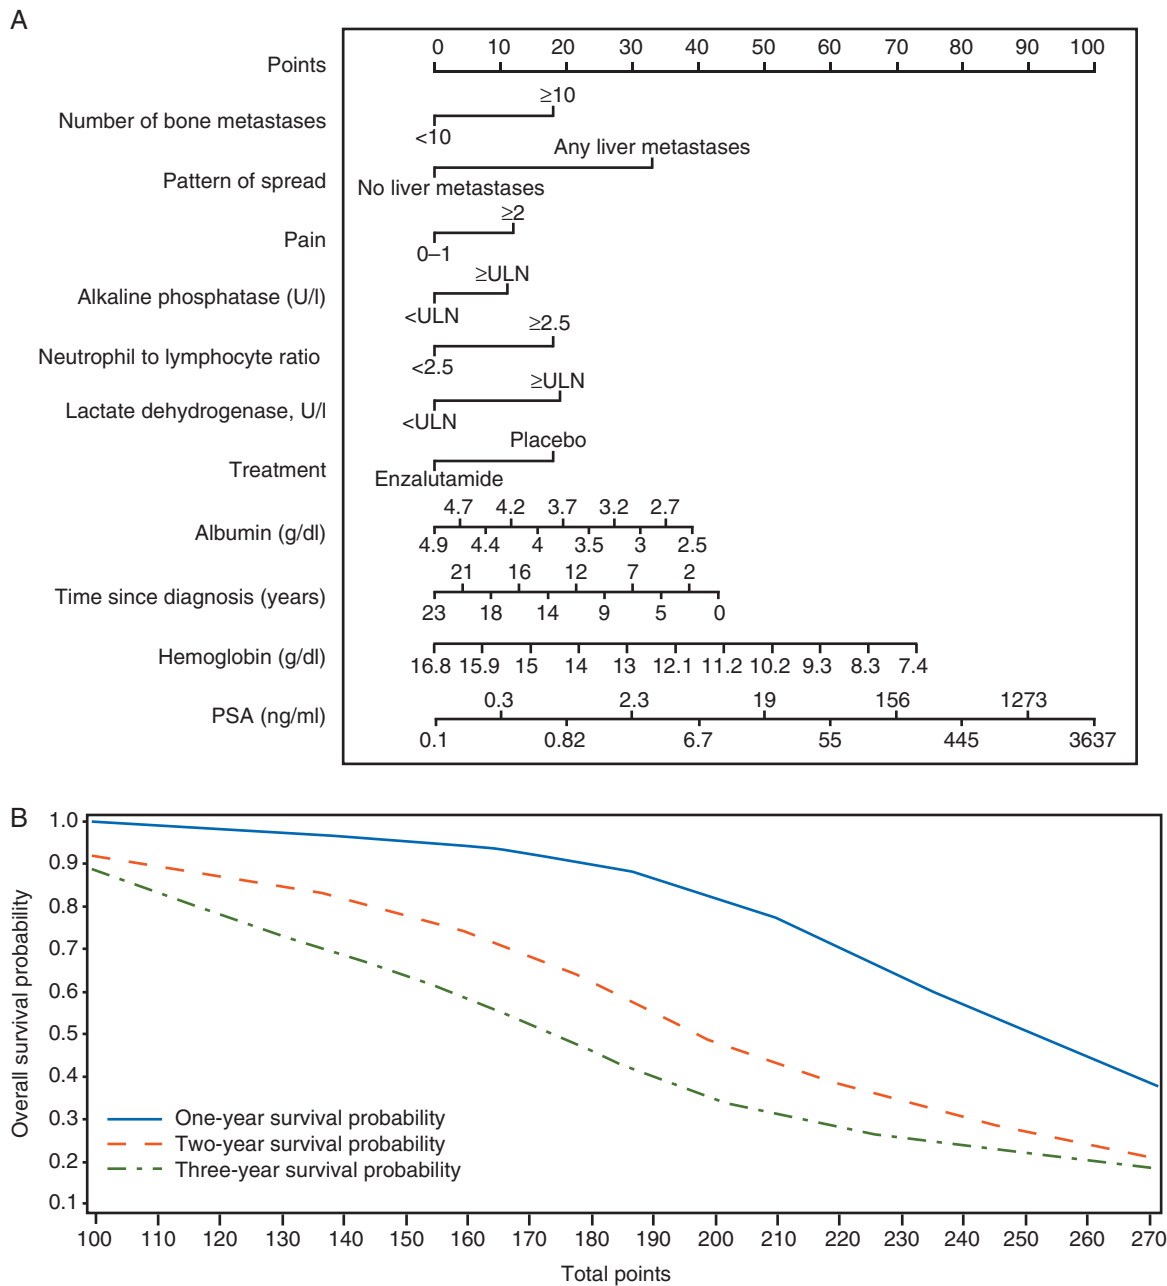 A
Points
0 10 20 30 40 50 60 70 80 90 100
Number of bone metastases
≥10
<10
Pattern of spread
Any liver metastases
No liver metastases
Pain
≥2
0–1
Alkaline phosphatase (U/l)
≥ULN
<ULN
Neutrophil to lymphocyte ratio
≥2.5
<2.5
Lactate dehydrogenase, U/l
≥ULN
<ULN
Treatment
Placebo
Enzalutamide
Albumin (g/dl)
4.7 4.2 3.7 3.2 2.7
4.9 4.4 4 3.5 3 2.5
Time since diagnosis (years)
21 16 12 7 2
23 18 14 9 5 0
Hemoglobin (g/dl)
16.8 15.9 15 14 13 12.1 11.2 10.2 9.3 8.3 7.4
PSA (ng/ml)
0.3 2.3 19 156 1273
0.1 0.82 6.7 55 445 3637
B
Overall survival probability
1.0
0.9
0.8
0.7
0.6
0.5
0.4
0.3
0.2
0.1
One-year survival probability
Two-year survival probability
Three-year survival probability
100 110 120 130 140 150 160 170 180 190 200 210 220 230 240 250 260 270
Total points